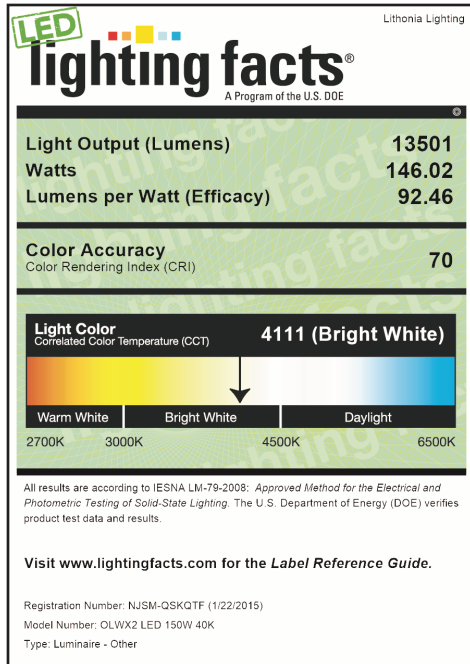 Lithonia Lighting
LED
lighting facts®
A Program of the U.S. DOE
Light Output (Lumens) 13501
Watts 146.02
Lumens per Watt (Efficacy) 92.46
Color Accuracy
Color Rendering Index (CRI) 70
Light Color
Correlated Color Temperature (CCT) 4111 (Bright White)
Warm White Bright White Daylight
2700K 3000K 4500K 6500K
All results are according to IESNA LM-79-2008: Approved Method for the Electrical and
Photometric Testing of Solid-State Lighting. The U.S. Department of Energy (DOE) verifies
product test data and results.
Visit www.lightingfacts.com for the Label Reference Guide.
Registration Number: NJSM-QSKQTF (1/22/2015)
Model Number: OLWX2 LED 150W 40K
Type: Luminaire - Other